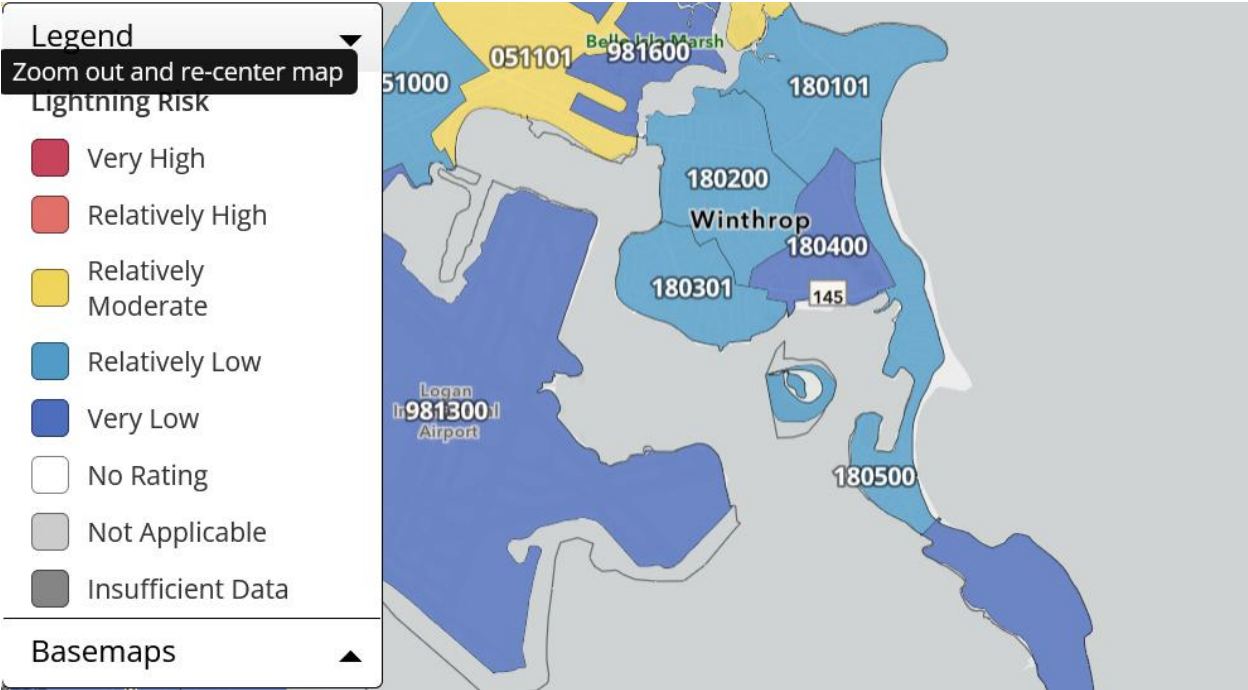 Legend
Zoom out and re-center map
Lightning Risk
Very High
Relatively High
Relatively
Moderate
Relatively Low
Very Low
No Rating
Not Applicable
Insufficient Data
Basemaps
51000
051101
981600
180101
180200
Winthrop
180400
180301
145
Logan
981300
Airport
180500